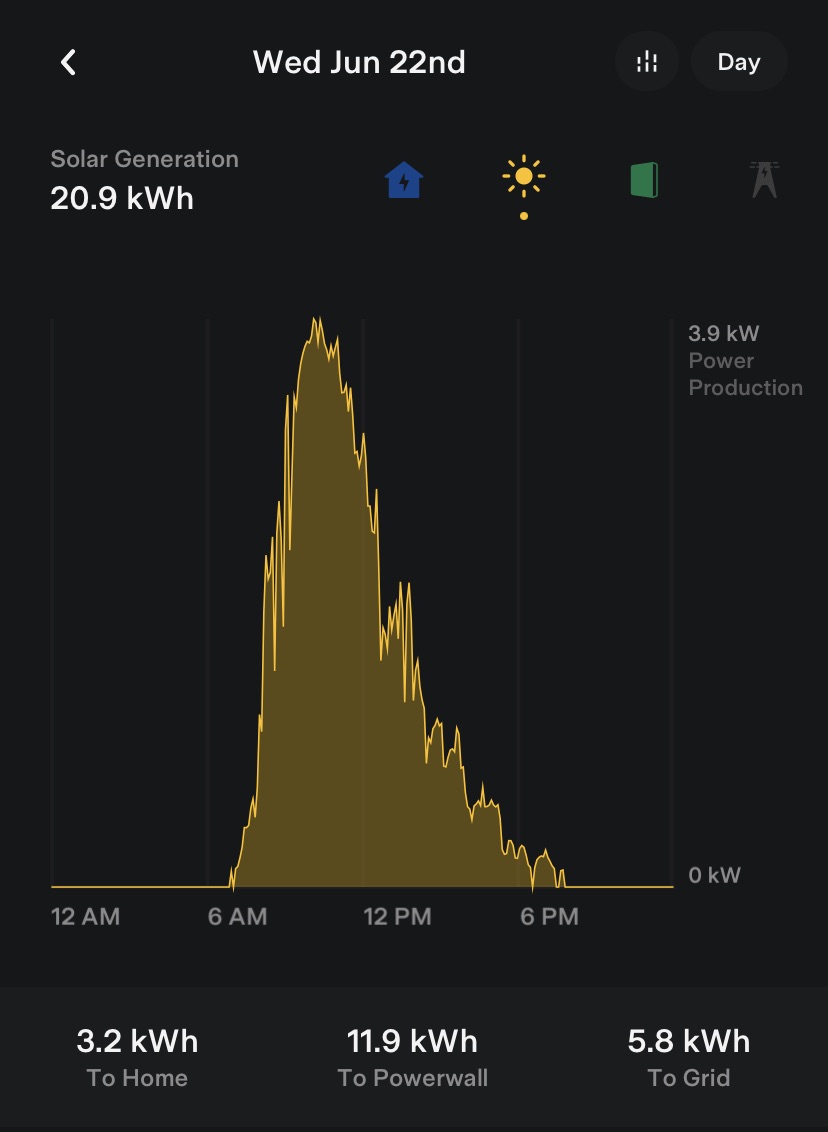 Wed Jun 22nd
Day
Solar Generation
20.9 kWh
3.9 kW
Power
Production
0 kW
12 AM
6 AM
12 PM
6 PM
3.2 kWh
To Home
11.9 kWh
To Powerwall
5.8 kWh
To Grid